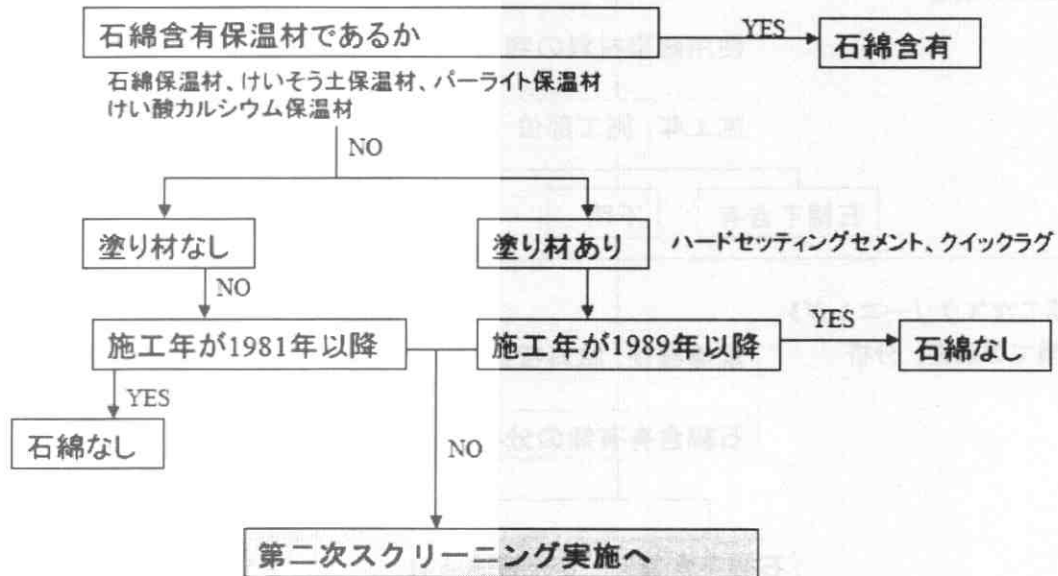 石綿含有保温材であるか
YES
石綿含有
石綿保温材、けいそう土保温材、パーライト保温材
けい酸カルシウム保温材
NO
塗り材なし
塗り材あり
ハードセッティングセメント、クイックラグ
NO
施工年が1981年以降
施工年が1989年以降
YES
石綿なし
YES
石綿なし
NO
第二次スクリーニング実施へ